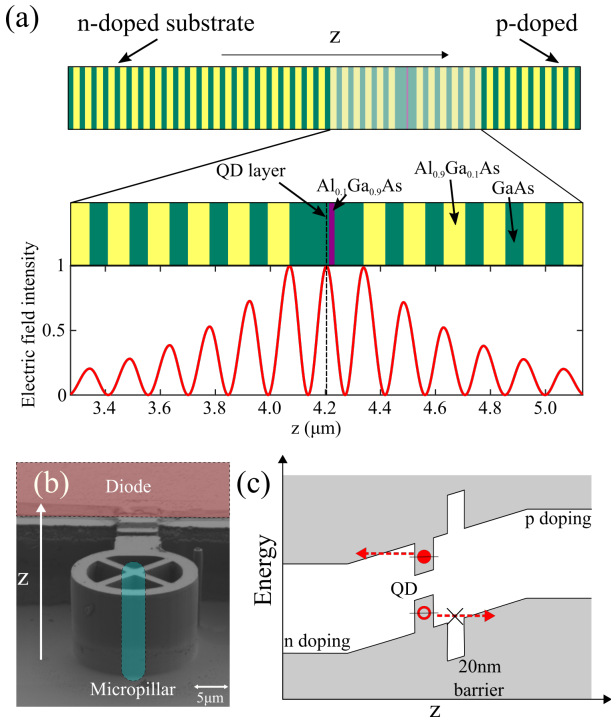 (a)
n-doped substrate
p-doped
z
QD layer
Al0.1Ga0.9As
Al0.9Ga0.1As
GaAs
Electric field intensity
1
0.5
0
3.4 3.6 3.8 4.0 4.2 4.4 4.6 4.8 5.0
z (μm)
(b)
Diode
z
Micropillar
5μm
(c)
Energy
p doping
QD
n doping
20nm
barrier
z